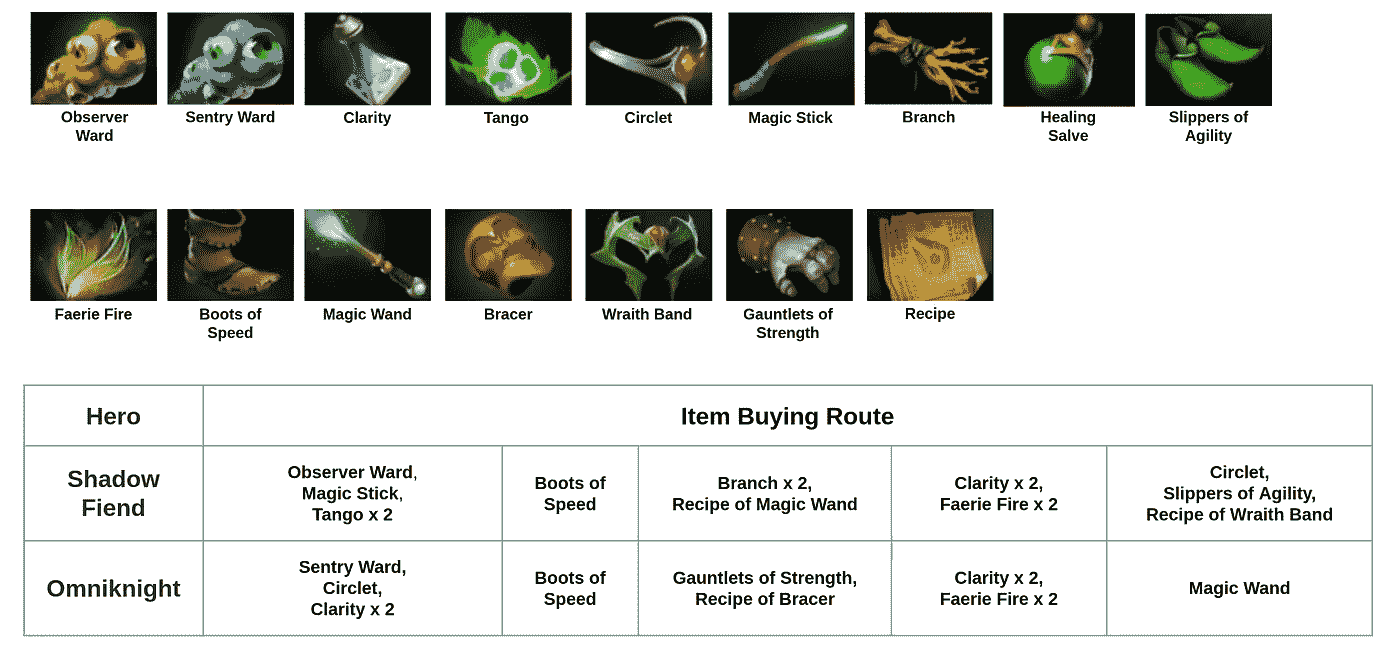 Observer
Ward
Sentry Ward
Clarity
Tango
Circlet
Magic Stick
Branch
Healing
Salve
Slippers of
Agility
Faerie Fire
Boots of
Speed
Magic Wand
Bracer
Wraith Band
Gauntlets of
Strength
Recipe
Hero
Item Buying Route
Shadow
Fiend
Observer Ward,
Magic Stick,
Tango x 2
Boots of
Speed
Branch x 2,
Recipe of Magic Wand
Clarity x 2,
Faerie Fire x 2
Circlet,
Slippers of Agility,
Recipe of Wraith Band
Omniknight
Sentry Ward,
Circlet,
Clarity x 2
Boots of
Speed
Gauntlets of Strength,
Recipe of Bracer
Clarity x 2,
Faerie Fire x 2
Magic Wand